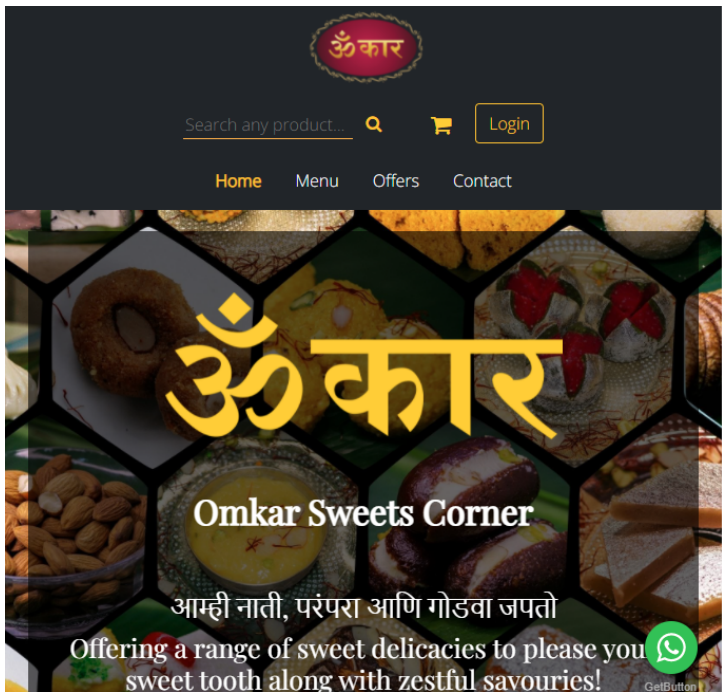 ॐकार
Search any product...
Login
Home Menu Offers Contact
ॐकार
Omkar Sweets Corner
आम्ही नाती, परंपरा आणि गोडवा जपतो
Offering a range of sweet delicacies to please you
sweet tooth along with zestful savouries!
GetButton